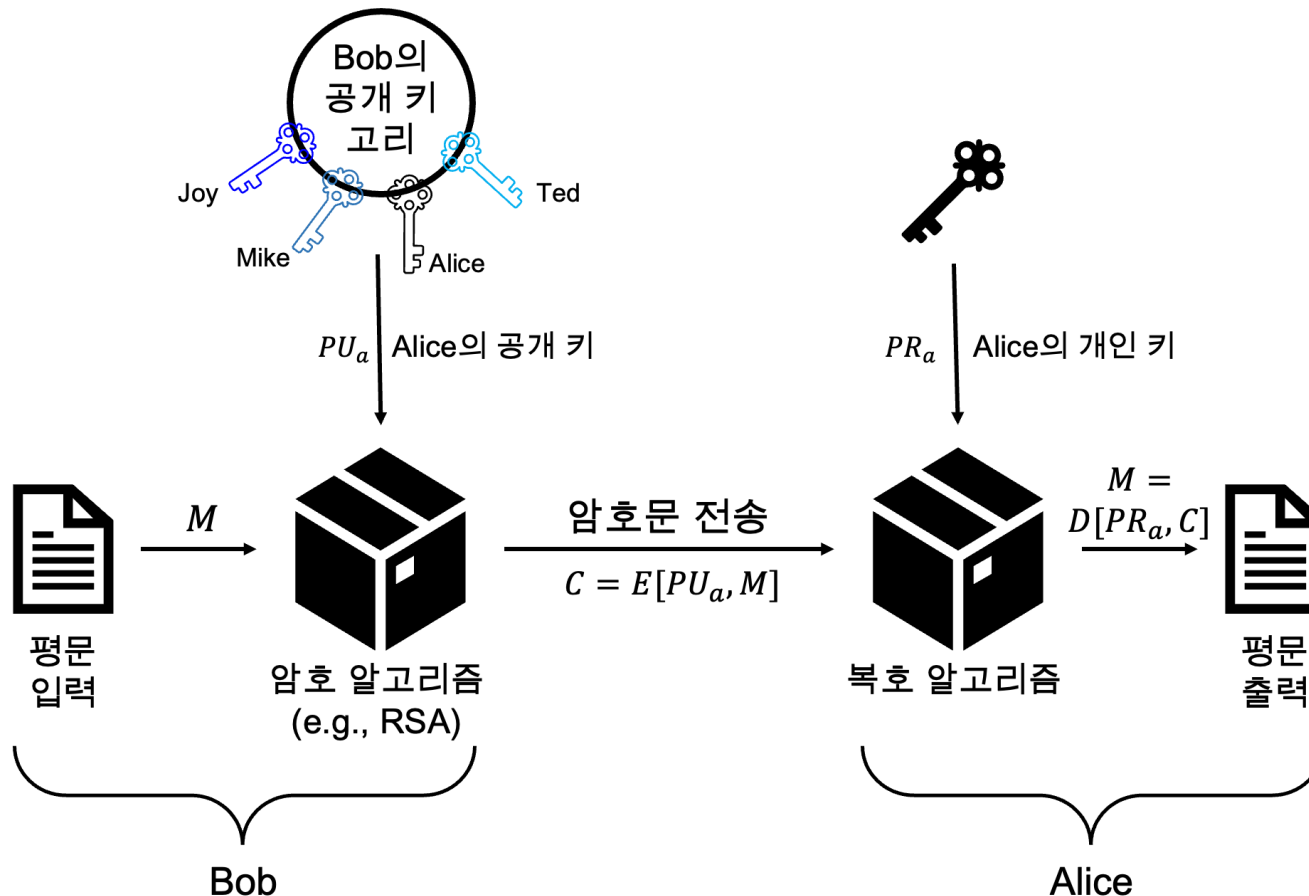 Bob의
공개 키
고리
Joy
Mike
Alice
Ted
PU_a
Alice의 공개 키
PR_a
Alice의 개인 키
M
암호문 전송
C = E[PU_a, M]
M =
D[PR_a, C]
평문
입력
암호 알고리즘
(e.g., RSA)
복호 알고리즘
평문
출력
Bob
Alice